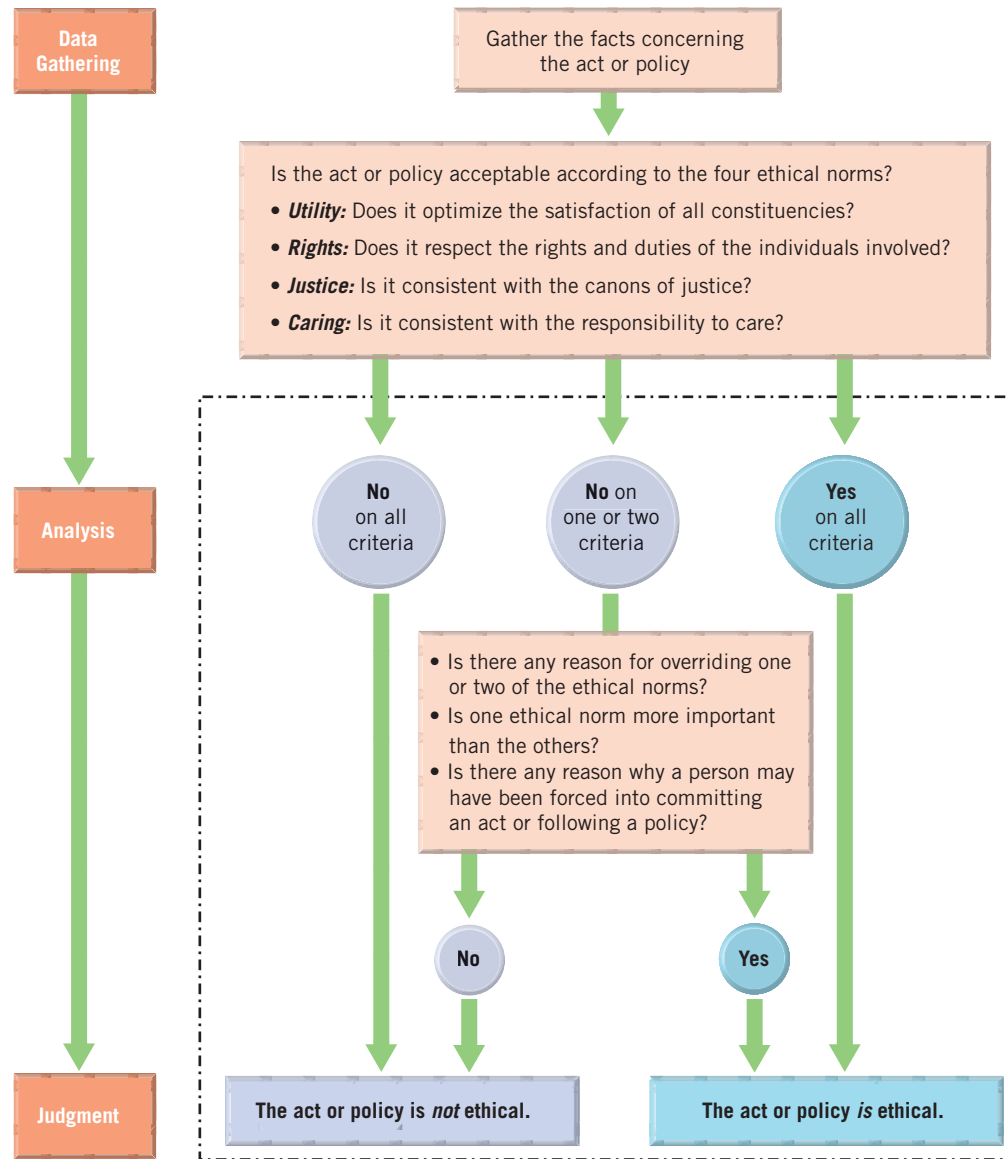 Data
Gathering
Gather the facts concerning
the act or policy
Is the act or policy acceptable according to the four ethical norms?
• Utility: Does it optimize the satisfaction of all constituencies?
• Rights: Does it respect the rights and duties of the individuals involved?
• Justice: Is it consistent with the canons of justice?
• Caring: Is it consistent with the responsibility to care?
Analysis
No
on all
criteria
No on
one or two
criteria
Yes
on all
criteria
• Is there any reason for overriding one
or two of the ethical norms?
• Is one ethical norm more important
than the others?
• Is there any reason why a person may
have been forced into committing
an act or following a policy?
No
Yes
Judgment
The act or policy is not ethical.
The act or policy is ethical.